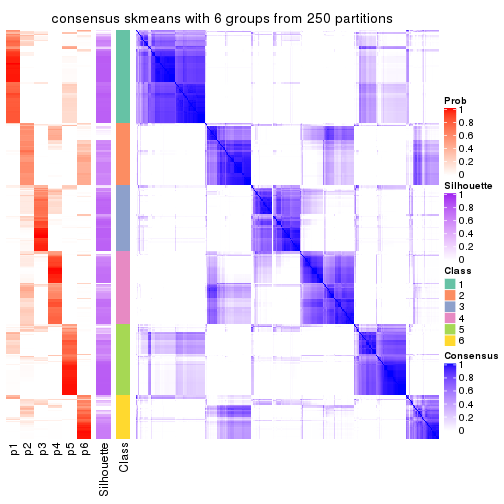 consensus skmeans with 6 groups from 250 partitions
Prob
1
0.8
0.6
0.4
0.2
0
Silhouette
1
0.8
0.6
0.4
0.2
0
Class
1
2
3
4
5
6
Consensus
1
0.8
0.6
0.4
0.2
0
p1
p2
p3
p4
p5
p6
Silhouette
Class